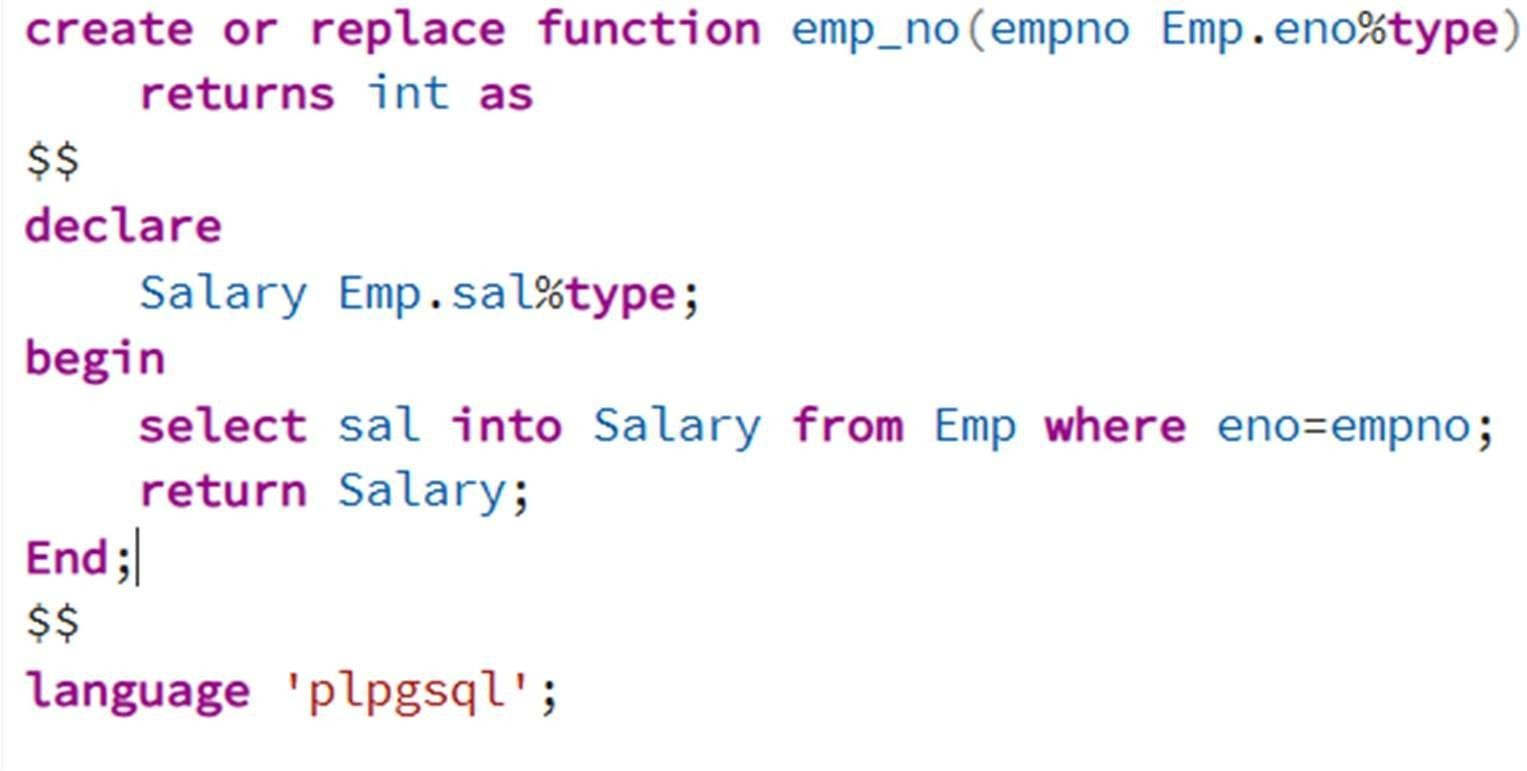 create or replace function emp_no(empno Emp.eno%type)
returns int as
$$
declare
Salary Emp.sal%type;
begin
select sal into Salary from Emp where eno=empno;
return Salary;
End;
$$
language 'plpgsql';